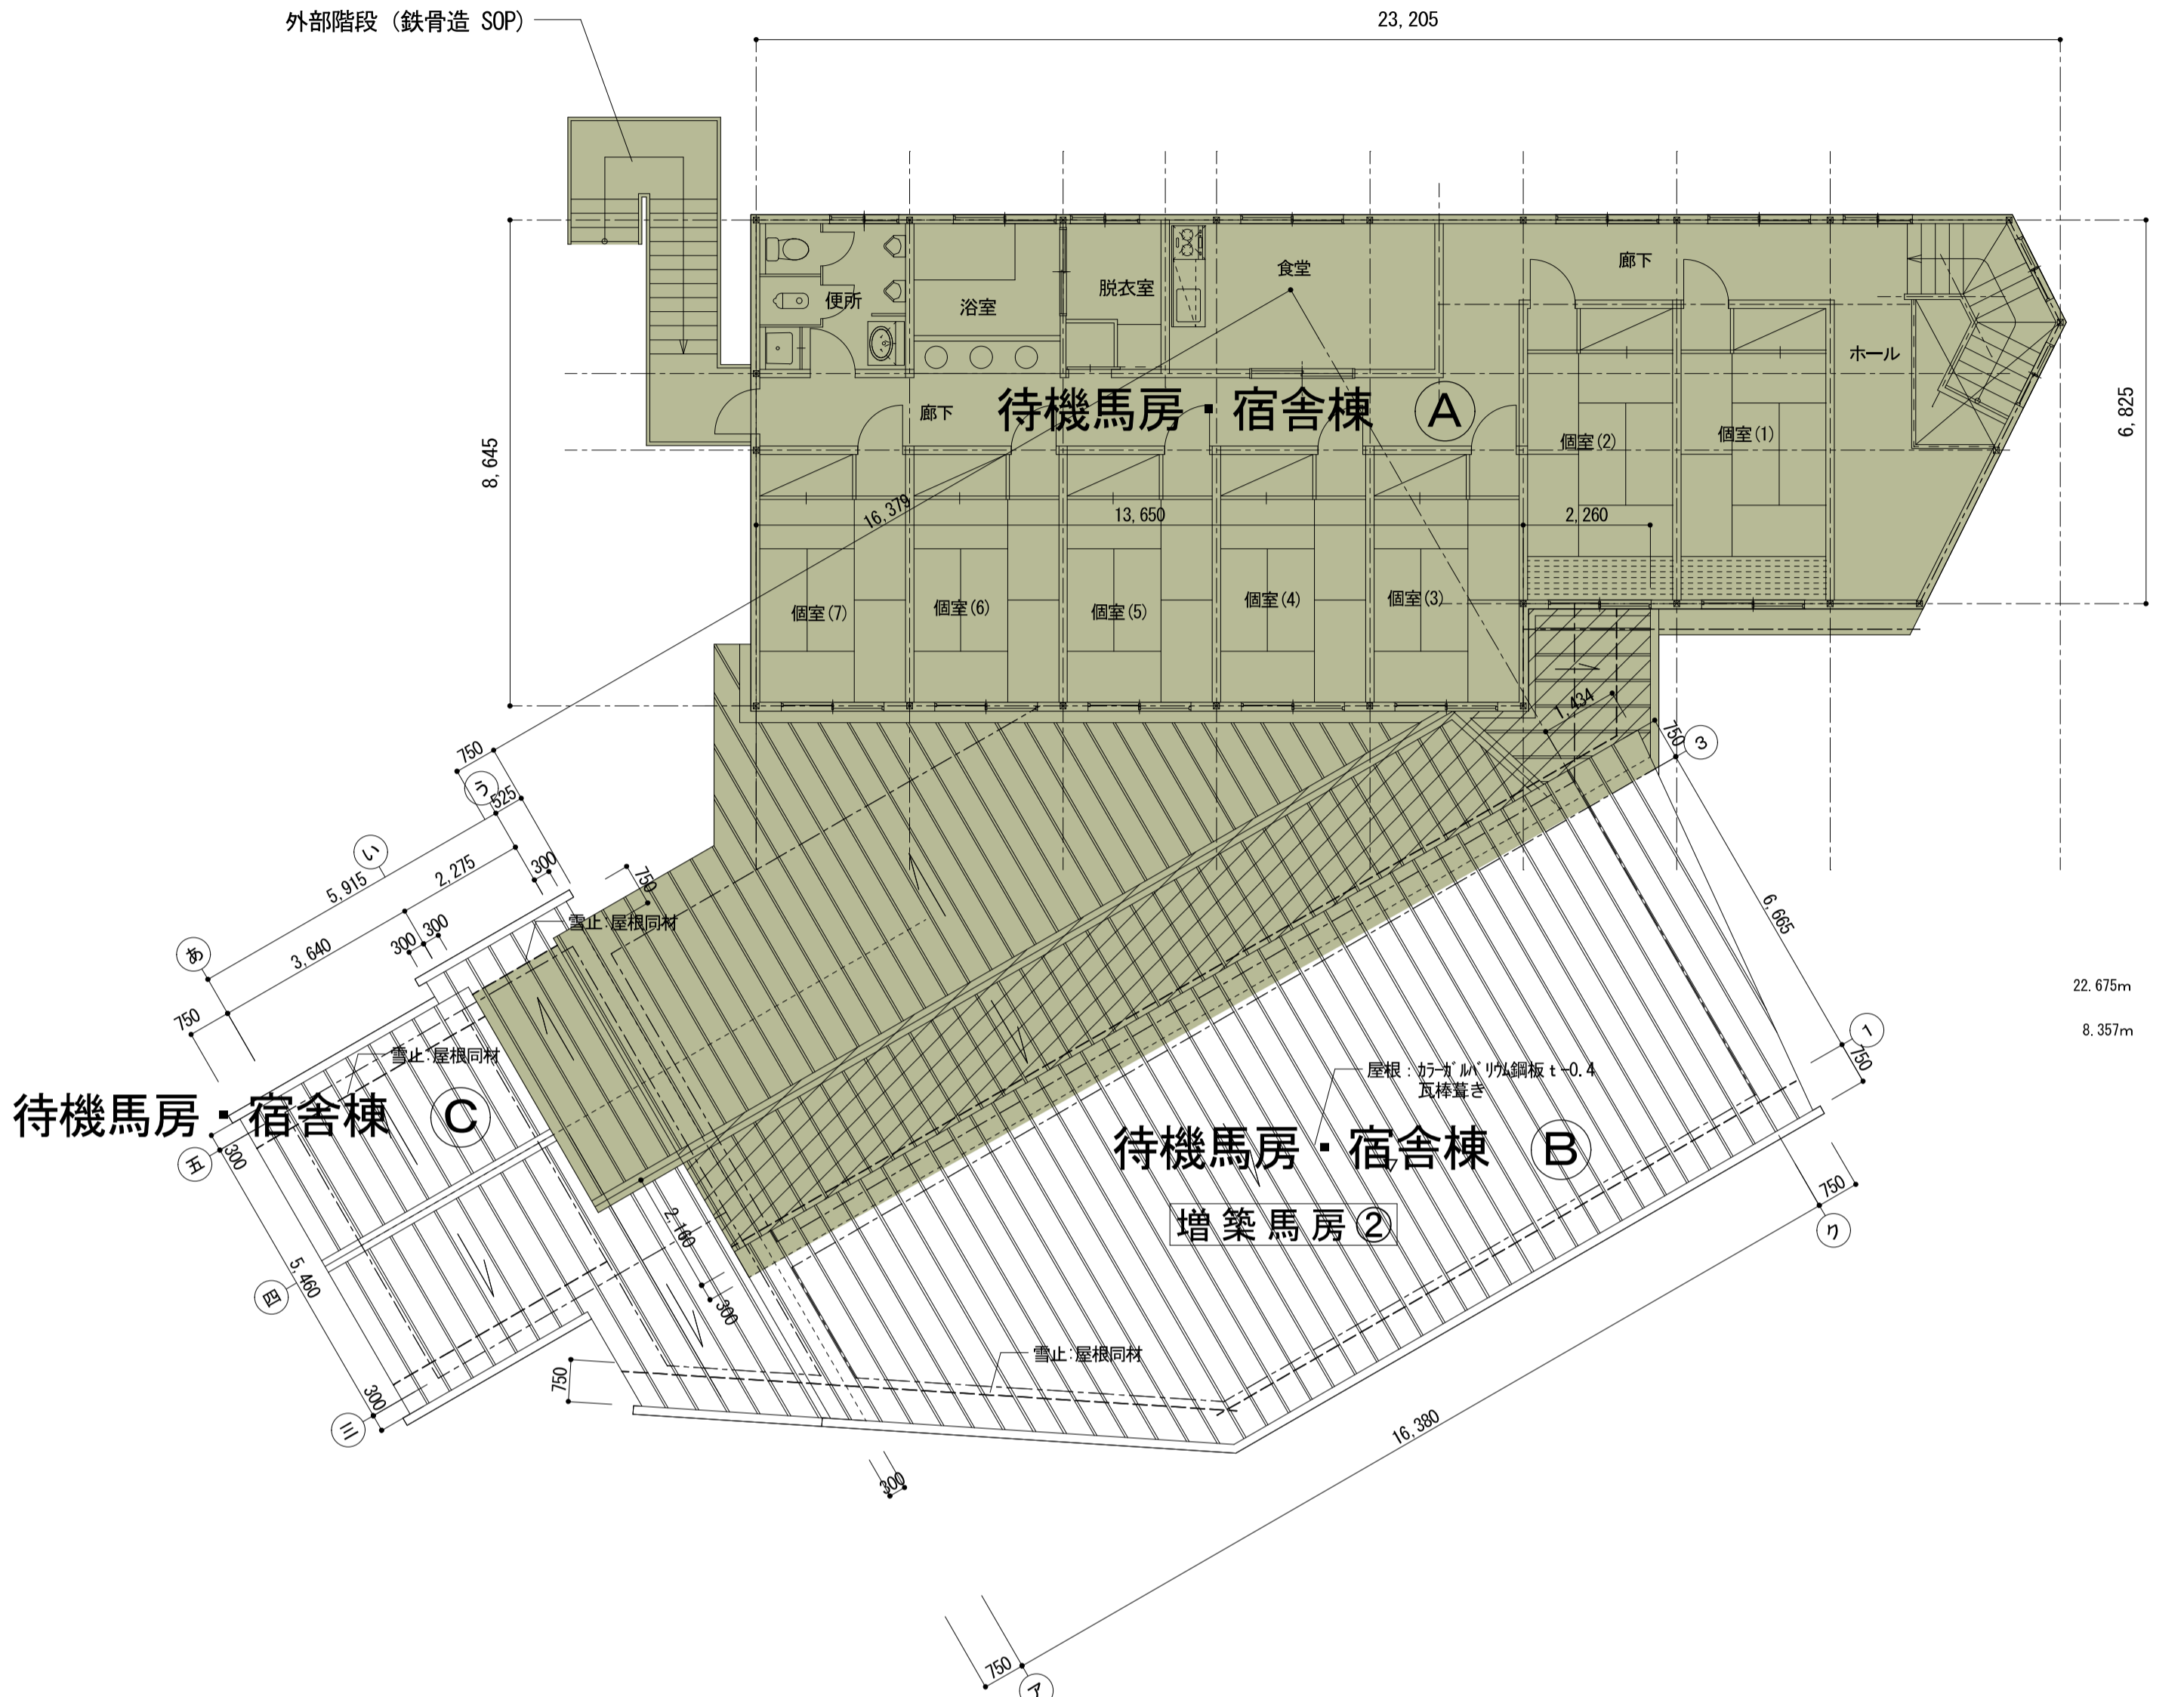 外部階段（鉄骨造 SOP）
23,205
便所
浴室
脱衣室
食堂
廊下
ホール
6,825
8,645
廊下
待機馬房・宿舎棟 Ⓐ
個室(2)
個室(1)
16,379
13,650
2,260
個室(7)
個室(6)
個室(5)
個室(4)
個室(3)
1,434
750
③
750
う
525
い
5,915
2,275
300
750
6,665
あ
3,640
300
300
雪止:屋根同材
750
22.675m
8.357m
雪止:屋根同材
①
750
屋根：カラーガルバリウム鋼板 t-0.4
瓦棒葺き
待機馬房・宿舎棟 Ⓒ
待機馬房・宿舎棟 Ⓑ
五
300
増築馬房②
2,160
750
ク
5,460
四
300
雪止:屋根同材
750
300
三
16,380
300
750
ア